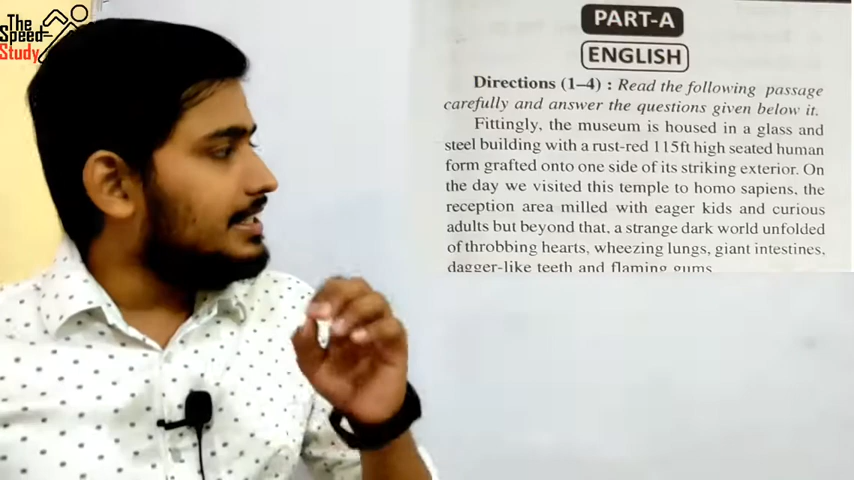 The
Speed
Study
PART-A
ENGLISH
Directions (1–4) : Read the following passage
carefully and answer the questions given below it.
Fittingly, the museum is housed in a glass and
steel building with a rust-red 115ft high seated human
form grafted onto one side of its striking exterior. On
the day we visited this temple to homo sapiens, the
reception area milled with eager kids and curious
adults but beyond that, a strange dark world unfolded
of throbbing hearts, wheezing lungs, giant intestines,
dagger-like teeth and flaming gums